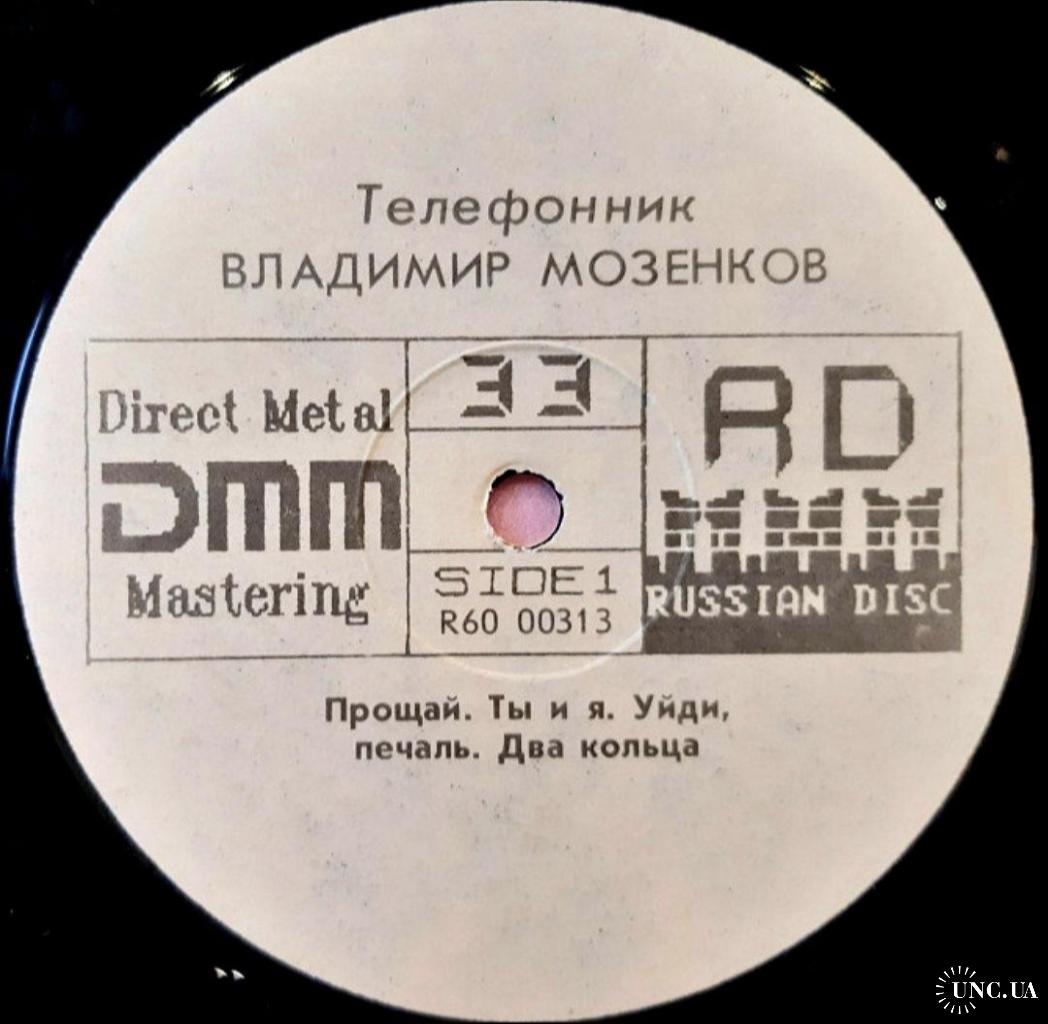 Телефонник
ВЛАДИМИР МОЗЕНКОВ
Direct Metal
DMM
Mastering
33
SIDE 1
R60 00313
RD
RUSSIAN DISC
Прощай. Ты и я. Уйди,
печаль. Два кольца
UNC.UA